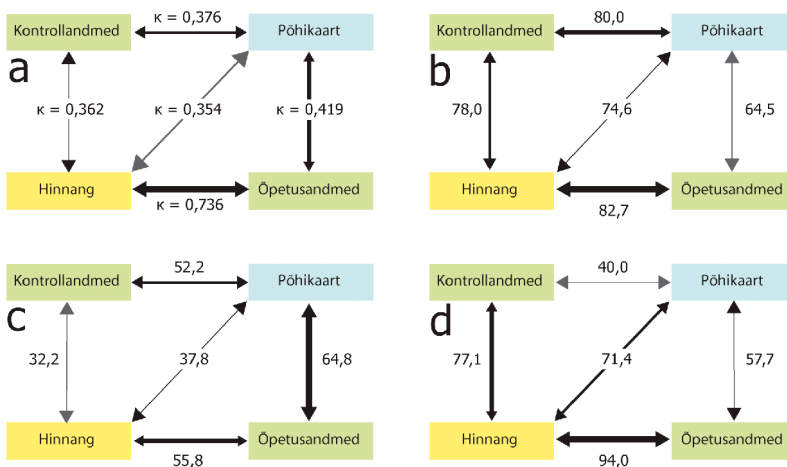 Kontrollandmed κ = 0,376 Põhikaart
a
κ = 0,362 κ = 0,354 κ = 0,419
Hinnang κ = 0,736 Õpetusandmed
Kontrollandmed 80,0 Põhikaart
b
78,0 74,6 64,5
Hinnang 82,7 Õpetusandmed
Kontrollandmed 52,2 Põhikaart
c
32,2 37,8 64,8
Hinnang 55,8 Õpetusandmed
Kontrollandmed 40,0 Põhikaart
d
77,1 71,4 57,7
Hinnang 94,0 Õpetusandmed